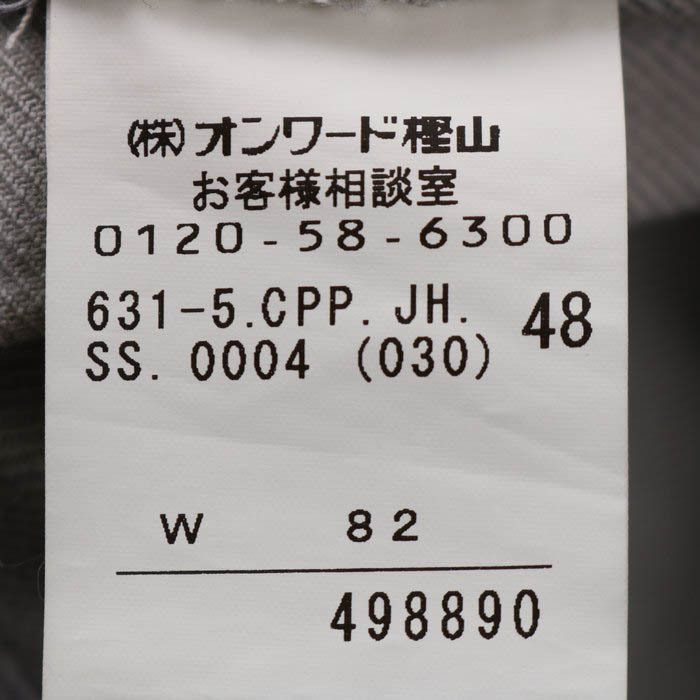 (株)オンワード樫山
お客様相談室
0120-58-6300
631-5.CPP.JH. 48
SS.0004 (030)
W 82
498890